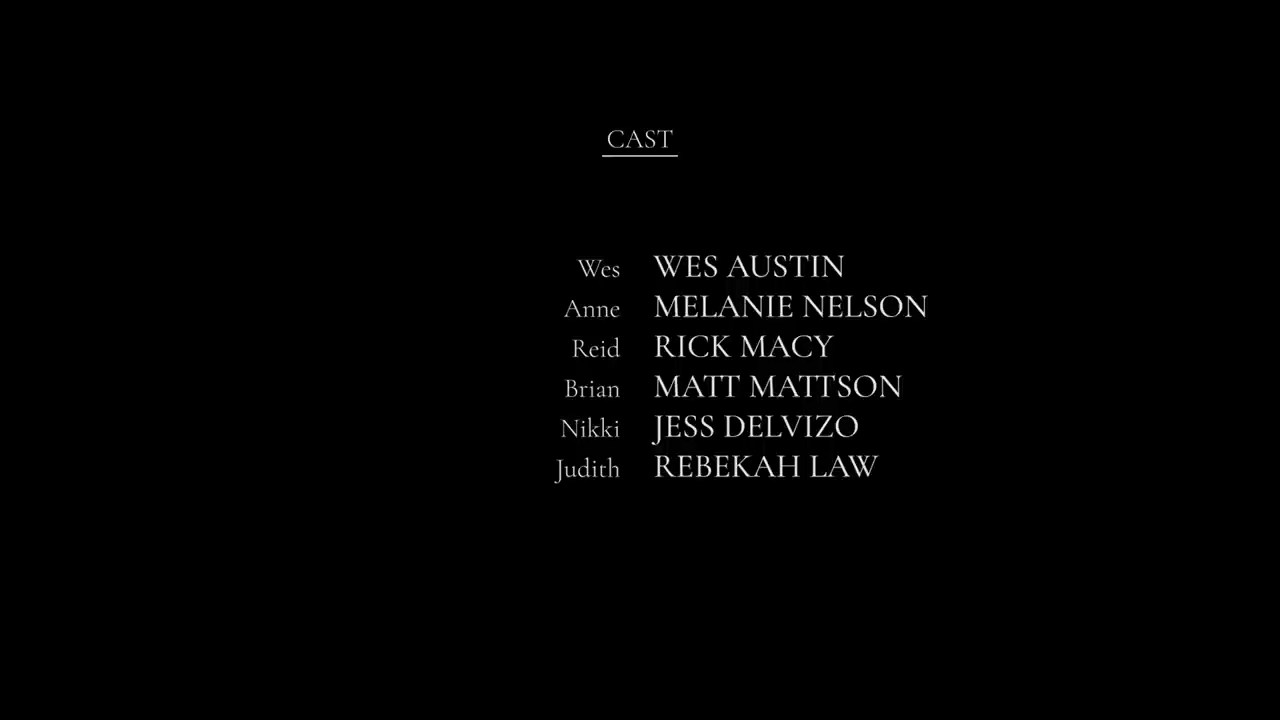 CAST
Wes WES AUSTIN
Anne MELANIE NELSON
Reid RICK MACY
Brian MATT MATTSON
Nikki JESS DELVIZO
Judith REBEKAH LAW